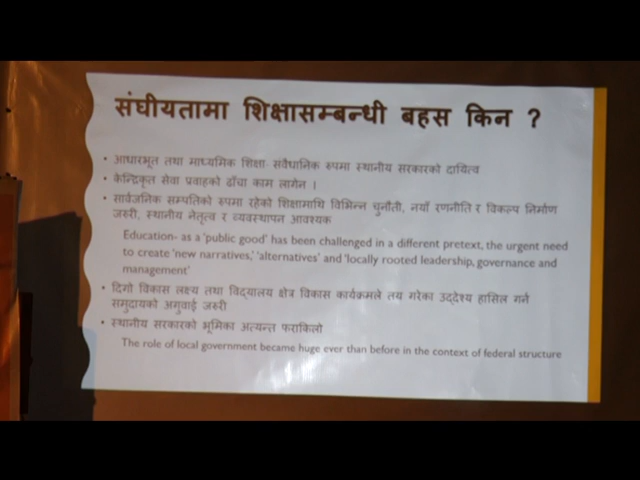 संघीयतामा शिक्षासम्बन्धी बहस किन ?
• आधारभूत तथा माध्यमिक शिक्षा- संवैधानिक रुपमा स्थानीय सरकारको दायित्व
• केन्द्रिकृत सेवा प्रवाहको ढाँचा काम लागेन ।
• सार्वजनिक सम्पतिको रुपमा रहेको शिक्षामाथि विभिन्न चुनौती, नयाँ रणनीति र विकल्प निर्माण
जरुरी, स्थानीय नेतृत्व र व्यवस्थापन आवश्यक
Education- as a 'public good' has been challenged in a different pretext, the urgent need
to create 'new narratives,' 'alternatives' and 'locally rooted leadership, governance and
management'
• दिगो विकास लक्ष्य तथा विद्यालय क्षेत्र विकास कार्यक्रमले तय गरेका उद्देश्य हासिल गर्न
समुदायको अगुवाई जरुरी
• स्थानीय सरकारको भूमिका अत्यन्त फराकिलो
The role of local government became huge ever than before in the context of federal structure